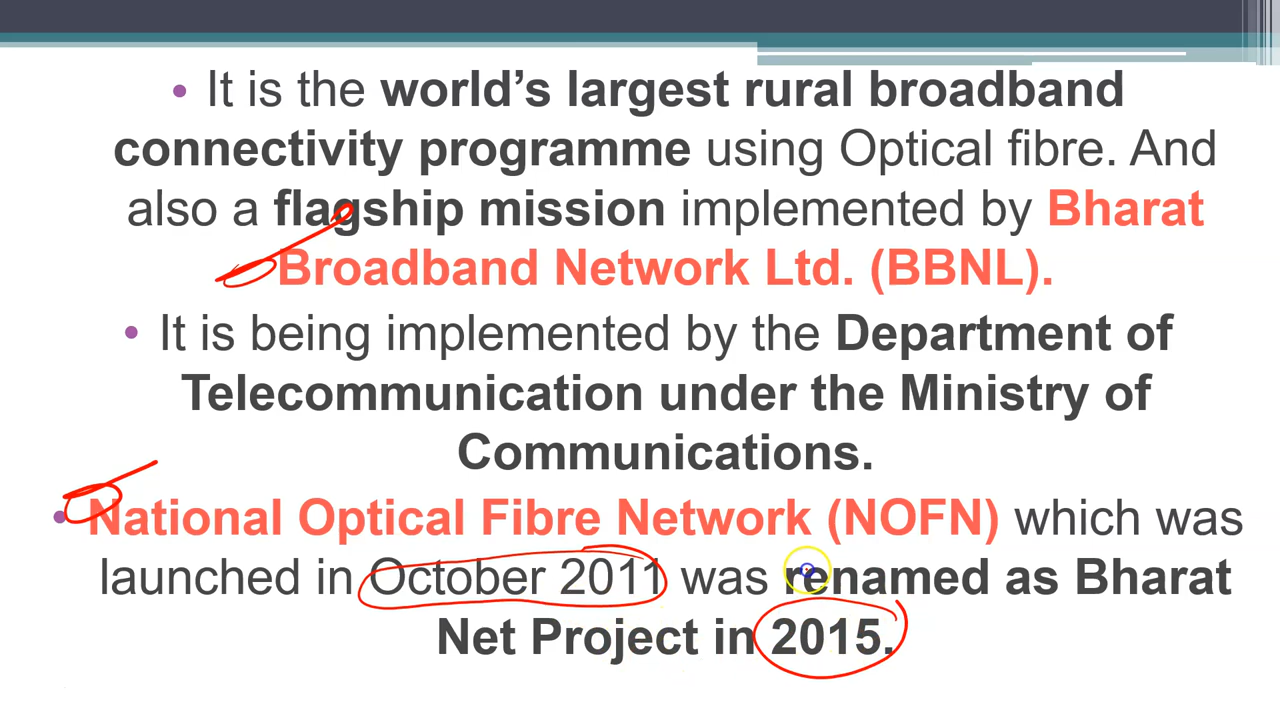 • It is the world's largest rural broadband
connectivity programme using Optical fibre. And
also a flagship mission implemented by Bharat
Broadband Network Ltd. (BBNL).
• It is being implemented by the Department of
Telecommunication under the Ministry of
Communications.
• National Optical Fibre Network (NOFN) which was
launched in October 2011 was renamed as Bharat
Net Project in 2015.